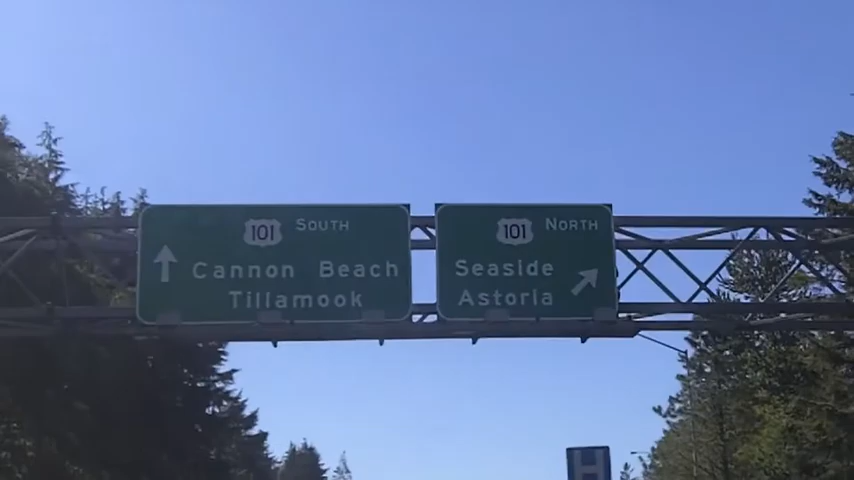 101 SOUTH
Cannon Beach
Tillamook
101 NORTH
Seaside
Astoria
H